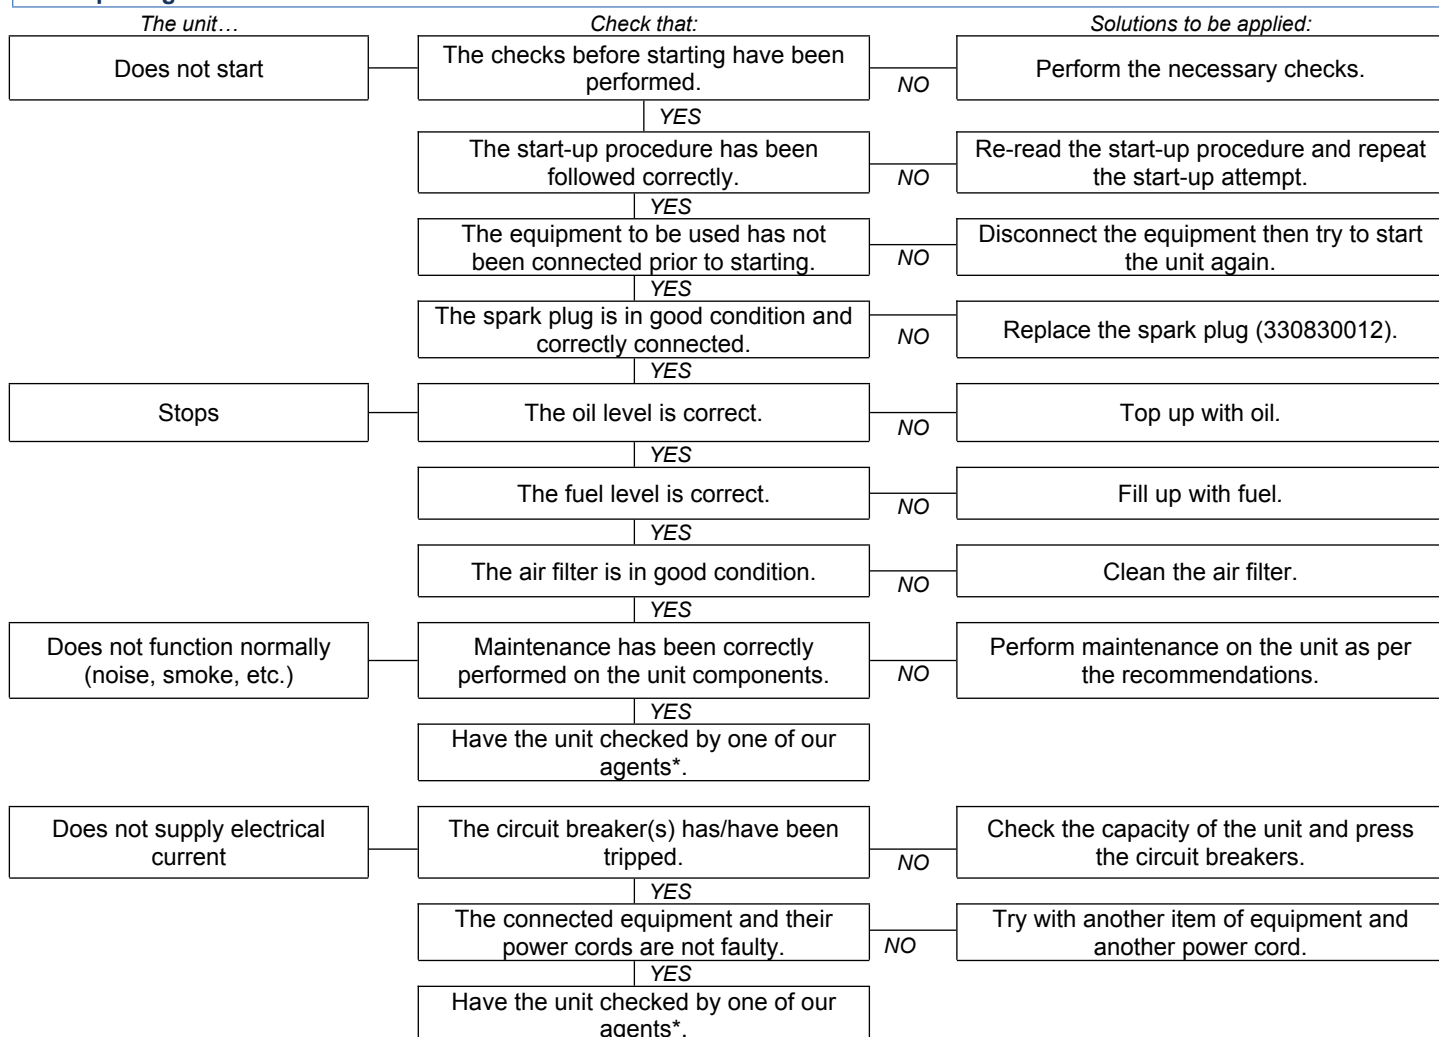 The unit…
Check that:
Solutions to be applied:
Does not start
The checks before starting have been
performed.
NO
Perform the necessary checks.
YES
The start-up procedure has been
followed correctly.
NO
Re-read the start-up procedure and repeat
the start-up attempt.
YES
The equipment to be used has not
been connected prior to starting.
NO
Disconnect the equipment then try to start
the unit again.
YES
The spark plug is in good condition and
correctly connected.
NO
Replace the spark plug (330830012).
YES
Stops
The oil level is correct.
NO
Top up with oil.
YES
The fuel level is correct.
NO
Fill up with fuel.
YES
The air filter is in good condition.
NO
Clean the air filter.
YES
Does not function normally
(noise, smoke, etc.)
Maintenance has been correctly
performed on the unit components.
NO
Perform maintenance on the unit as per
the recommendations.
YES
Have the unit checked by one of our
agents*.
Does not supply electrical
current
The circuit breaker(s) has/have been
tripped.
NO
Check the capacity of the unit and press
the circuit breakers.
YES
The connected equipment and their
power cords are not faulty.
NO
Try with another item of equipment and
another power cord.
YES
Have the unit checked by one of our
agents*.